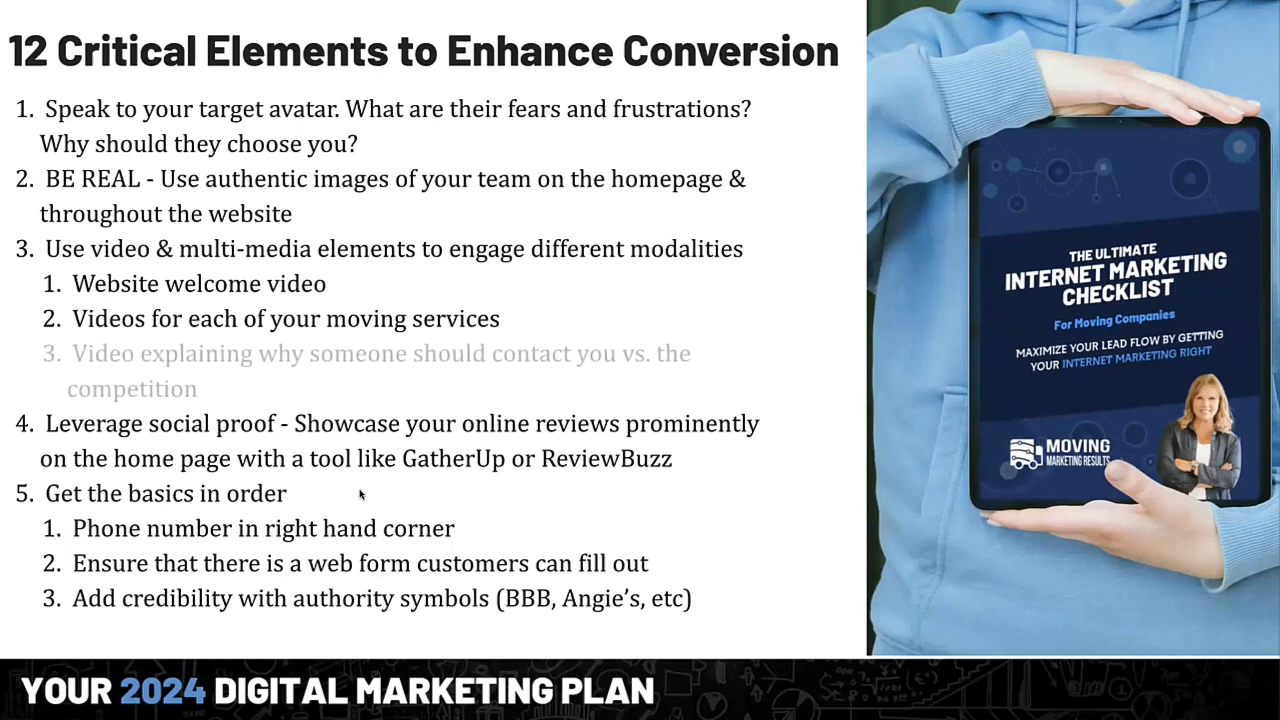 12 Critical Elements to Enhance Conversion
1. Speak to your target avatar. What are their fears and frustrations?
Why should they choose you?
2. BE REAL - Use authentic images of your team on the homepage &
throughout the website
3. Use video & multi-media elements to engage different modalities
1. Website welcome video
2. Videos for each of your moving services
3. Video explaining why someone should contact you vs. the
competition
4. Leverage social proof - Showcase your online reviews prominently
on the home page with a tool like GatherUp or ReviewBuzz
5. Get the basics in order
1. Phone number in right hand corner
2. Ensure that there is a web form customers can fill out
3. Add credibility with authority symbols (BBB, Angie's, etc)
THE ULTIMATE
INTERNET MARKETING
CHECKLIST
For Moving Companies
MAXIMIZE YOUR LEAD FLOW BY GETTING
YOUR INTERNET MARKETING RIGHT
MOVING
MARKETING RESULTS
YOUR 2024 DIGITAL MARKETING PLAN